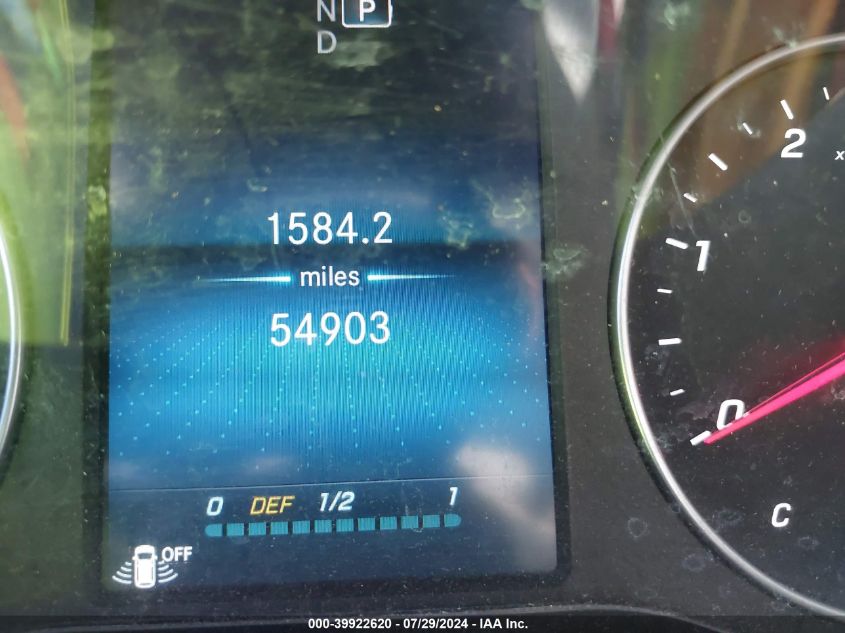 N P
D
2
x
1584.2
1
miles
54903
0
0 DEF 1/2 1
C
OFF
000-39922620 / 07/29/2024 - IAA Inc.